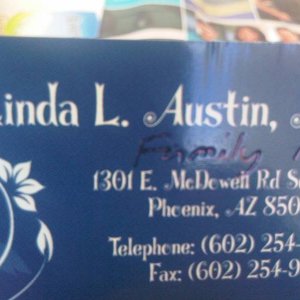 Linda L. Austin,
Family
1301 E. McDowell Rd
Phoenix, AZ 850
Telephone: (602) 254-
Fax: (602) 254-9